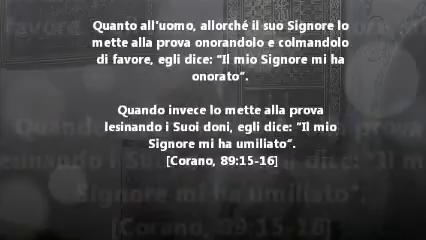 Quanto all'uomo, allorché il suo Signore lo
mette alla prova onorandolo e colmandolo
di favore, egli dice: "Il mio Signore mi ha
onorato".
Quando invece lo mette alla prova
lesinando i Suoi doni, egli dice: "Il mio
Signore mi ha umiliato".
[Corano, 89:15-16]